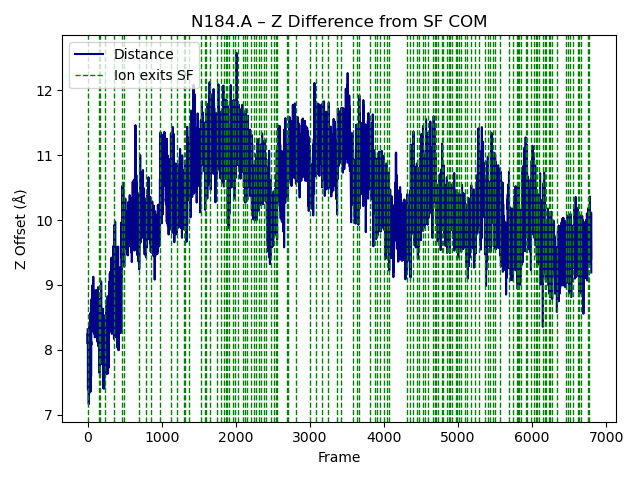 N184.A – Z Difference from SF COM
Distance
Ion exits SF
Z Offset (Å)
12
11
10
9
8
7
0 1000 2000 3000 4000 5000 6000 7000
Frame